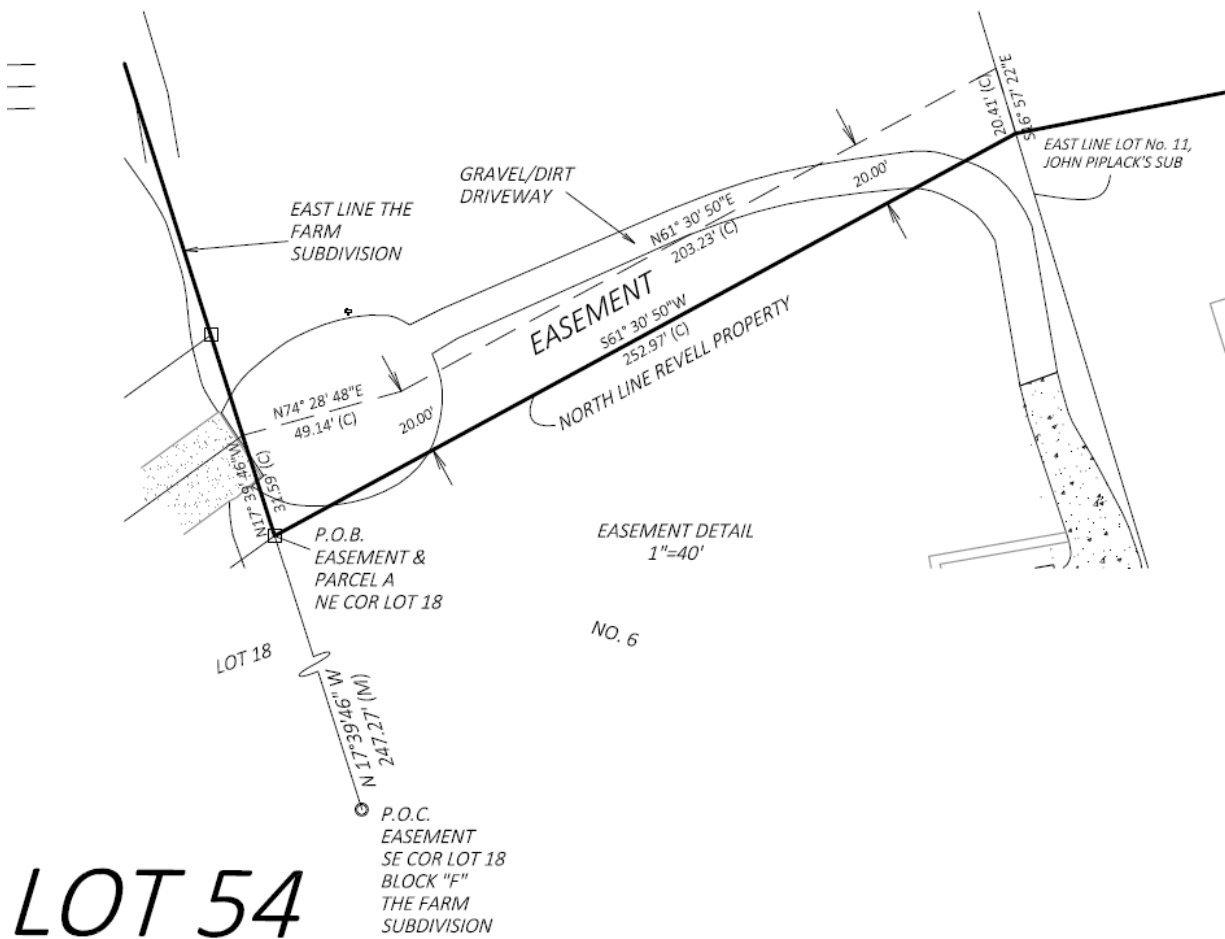 S16° 57' 22"E
20.41' (C)
EAST LINE LOT No. 11,
JOHN PIPLACK'S SUB
GRAVEL/DIRT
DRIVEWAY
20.00'
EAST LINE THE
FARM
SUBDIVISION
N61° 30' 50"E
203.23' (C)
EASEMENT
S61° 30' 50"W
252.97' (C)
NORTH LINE REVELL PROPERTY
N74° 28' 48"E
49.14' (C)
20.00'
N17° 39' 46"W
31.59' (C)
P.O.B.
EASEMENT &
PARCEL A
NE COR LOT 18
EASEMENT DETAIL
1"=40'
NO. 6
LOT 18
N 17°39'46" W
247.27' (M)
P.O.C.
EASEMENT
SE COR LOT 18
BLOCK "F"
THE FARM
SUBDIVISION
LOT 54